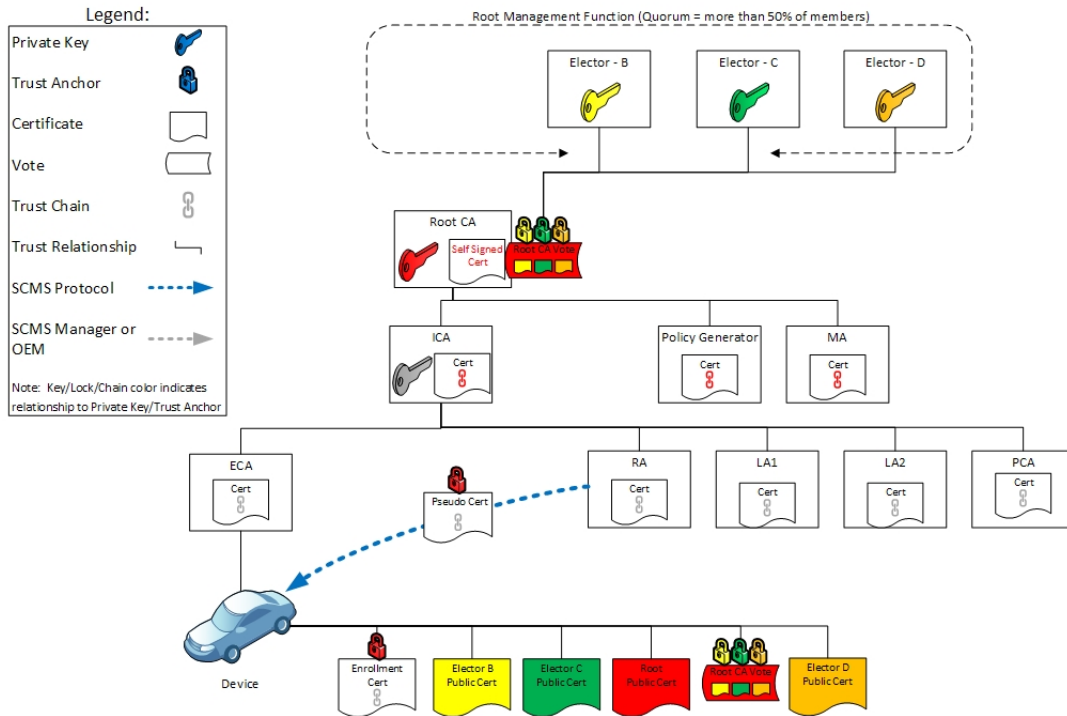 Legend:
Private Key
Trust Anchor
Certificate
Vote
Trust Chain
Trust Relationship
SCMS Protocol
SCMS Manager or
OEM
Note: Key/Lock/Chain color indicates
relationship to Private Key/Trust Anchor
Root Management Function (Quorum = more than 50% of members)
Elector - B
Elector - C
Elector - D
Root CA
Self Signed
Cert
Root CA Vote
ICA
Cert
Policy Generator
Cert
MA
Cert
ECA
Cert
Pseudo Cert
RA
Cert
LA1
Cert
LA2
Cert
PCA
Cert
Device
Enrollment
Cert
Elector B
Public Cert
Elector C
Public Cert
Root
Public Cert
Root CA Vote
Elector D
Public Cert